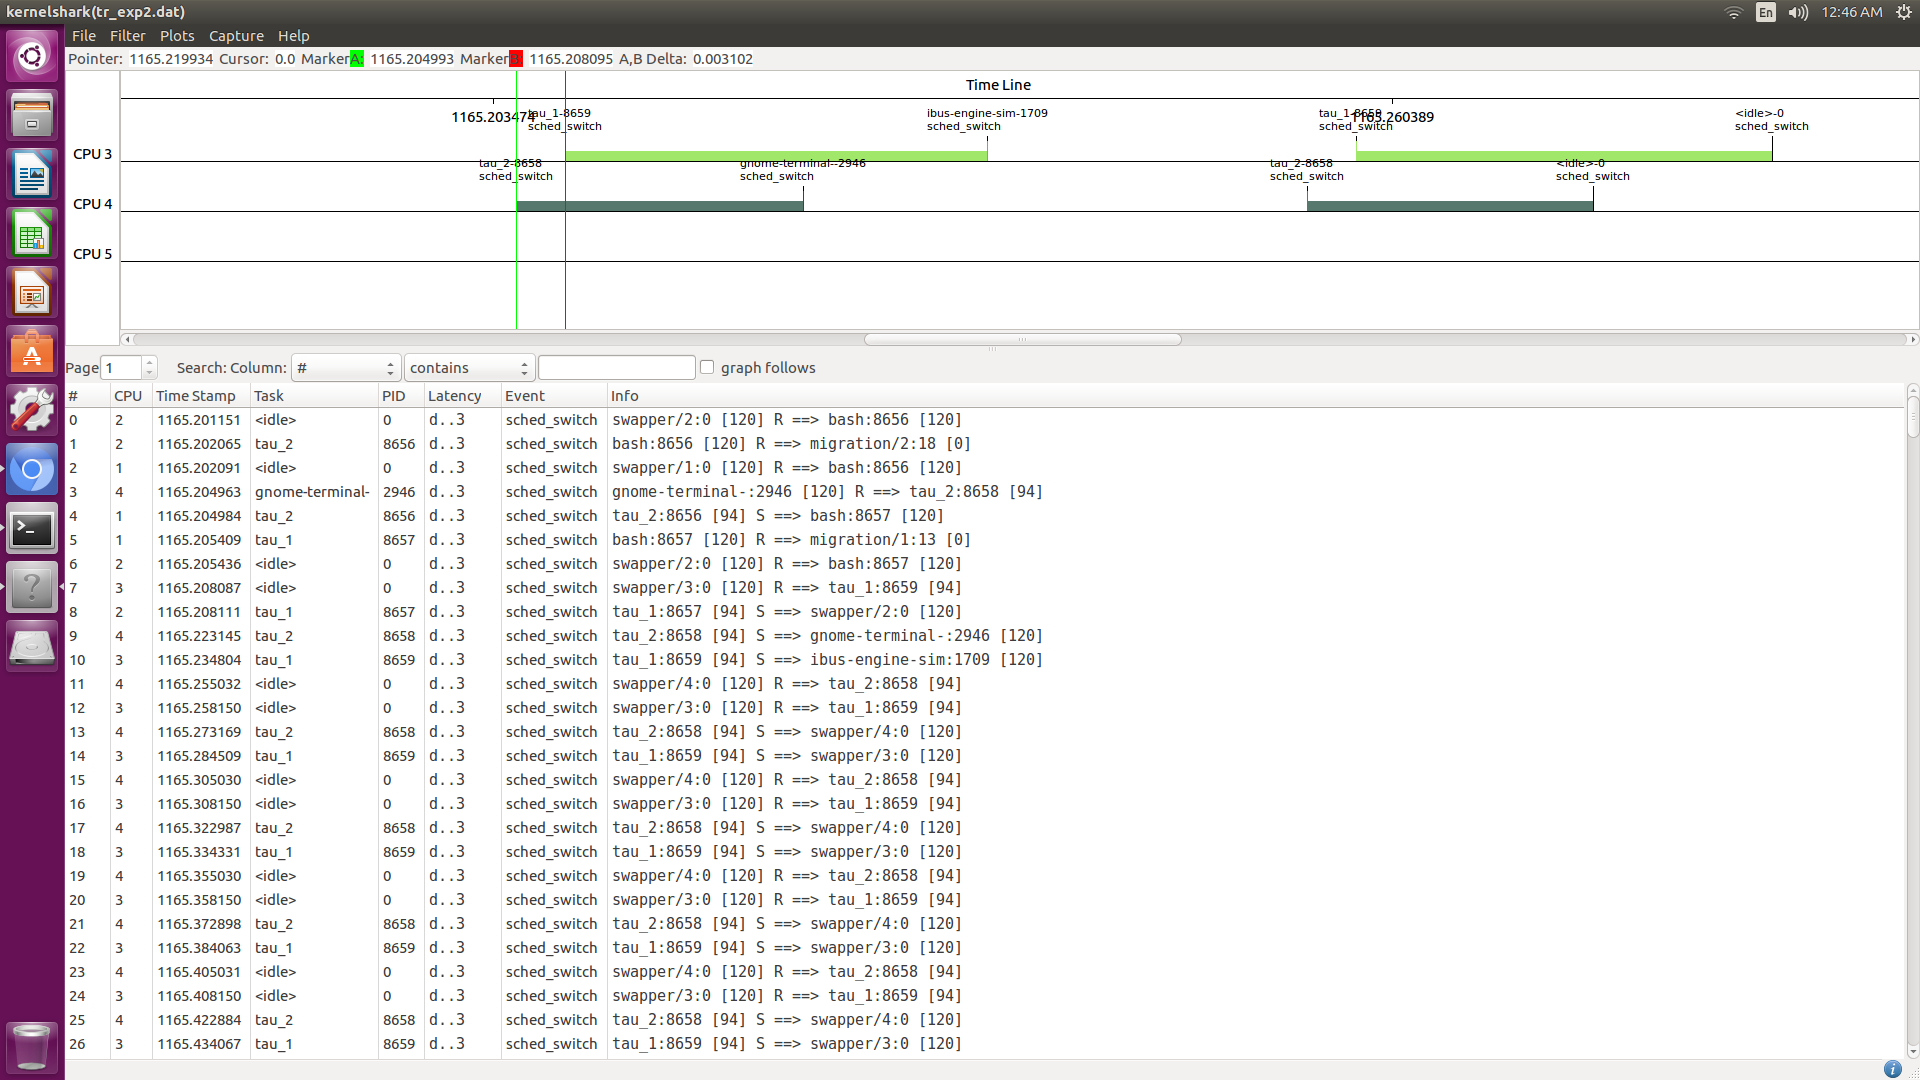 kernelshark(tr_exp2.dat)
En
12:46 AM
File Filter Plots Capture Help
Pointer: 1165.219934 Cursor: 0.0 Marker A: 1165.204993 Marker B: 1165.208095 A,B Delta: 0.003102
Time Line
1165.203474 1165.260389
tau_1-8659 ibus-engine-sim-1709 tau_1-8659 <idle>-0
sched_switch sched_switch sched_switch sched_switch
CPU 3
tau_2-8658 gnome-terminal--2946 tau_2-8658 <idle>-0
sched_switch sched_switch sched_switch sched_switch
CPU 4
CPU 5
Page 1 Search: Column: # contains graph follows
# CPU Time Stamp Task PID Latency Event Info
0 2 1165.201151 <idle> 0 d..3 sched_switch swapper/2:0 [120] R ==> bash:8656 [120]
1 2 1165.202065 tau_2 8656 d..3 sched_switch bash:8656 [120] R ==> migration/2:18 [0]
2 1 1165.202091 <idle> 0 d..3 sched_switch swapper/1:0 [120] R ==> bash:8656 [120]
3 4 1165.204963 gnome-terminal- 2946 d..3 sched_switch gnome-terminal-:2946 [120] R ==> tau_2:8658 [94]
4 1 1165.204984 tau_2 8656 d..3 sched_switch tau_2:8656 [94] S ==> bash:8657 [120]
5 1 1165.205409 tau_1 8657 d..3 sched_switch bash:8657 [120] R ==> migration/1:13 [0]
6 2 1165.205436 <idle> 0 d..3 sched_switch swapper/2:0 [120] R ==> bash:8657 [120]
7 3 1165.208087 <idle> 0 d..3 sched_switch swapper/3:0 [120] R ==> tau_1:8659 [94]
8 2 1165.208111 tau_1 8657 d..3 sched_switch tau_1:8657 [94] S ==> swapper/2:0 [120]
9 4 1165.223145 tau_2 8658 d..3 sched_switch tau_2:8658 [94] S ==> gnome-terminal-:2946 [120]
10 3 1165.234804 tau_1 8659 d..3 sched_switch tau_1:8659 [94] S ==> ibus-engine-sim:1709 [120]
11 4 1165.255032 <idle> 0 d..3 sched_switch swapper/4:0 [120] R ==> tau_2:8658 [94]
12 3 1165.258150 <idle> 0 d..3 sched_switch swapper/3:0 [120] R ==> tau_1:8659 [94]
13 4 1165.273169 tau_2 8658 d..3 sched_switch tau_2:8658 [94] S ==> swapper/4:0 [120]
14 3 1165.284509 tau_1 8659 d..3 sched_switch tau_1:8659 [94] S ==> swapper/3:0 [120]
15 4 1165.305030 <idle> 0 d..3 sched_switch swapper/4:0 [120] R ==> tau_2:8658 [94]
16 3 1165.308150 <idle> 0 d..3 sched_switch swapper/3:0 [120] R ==> tau_1:8659 [94]
17 4 1165.322987 tau_2 8658 d..3 sched_switch tau_2:8658 [94] S ==> swapper/4:0 [120]
18 3 1165.334331 tau_1 8659 d..3 sched_switch tau_1:8659 [94] S ==> swapper/3:0 [120]
19 4 1165.355030 <idle> 0 d..3 sched_switch swapper/4:0 [120] R ==> tau_2:8658 [94]
20 3 1165.358150 <idle> 0 d..3 sched_switch swapper/3:0 [120] R ==> tau_1:8659 [94]
21 4 1165.372898 tau_2 8658 d..3 sched_switch tau_2:8658 [94] S ==> swapper/4:0 [120]
22 3 1165.384063 tau_1 8659 d..3 sched_switch tau_1:8659 [94] S ==> swapper/3:0 [120]
23 4 1165.405031 <idle> 0 d..3 sched_switch swapper/4:0 [120] R ==> tau_2:8658 [94]
24 3 1165.408150 <idle> 0 d..3 sched_switch swapper/3:0 [120] R ==> tau_1:8659 [94]
25 4 1165.422884 tau_2 8658 d..3 sched_switch tau_2:8658 [94] S ==> swapper/4:0 [120]
26 3 1165.434067 tau_1 8659 d..3 sched_switch tau_1:8659 [94] S ==> swapper/3:0 [120]